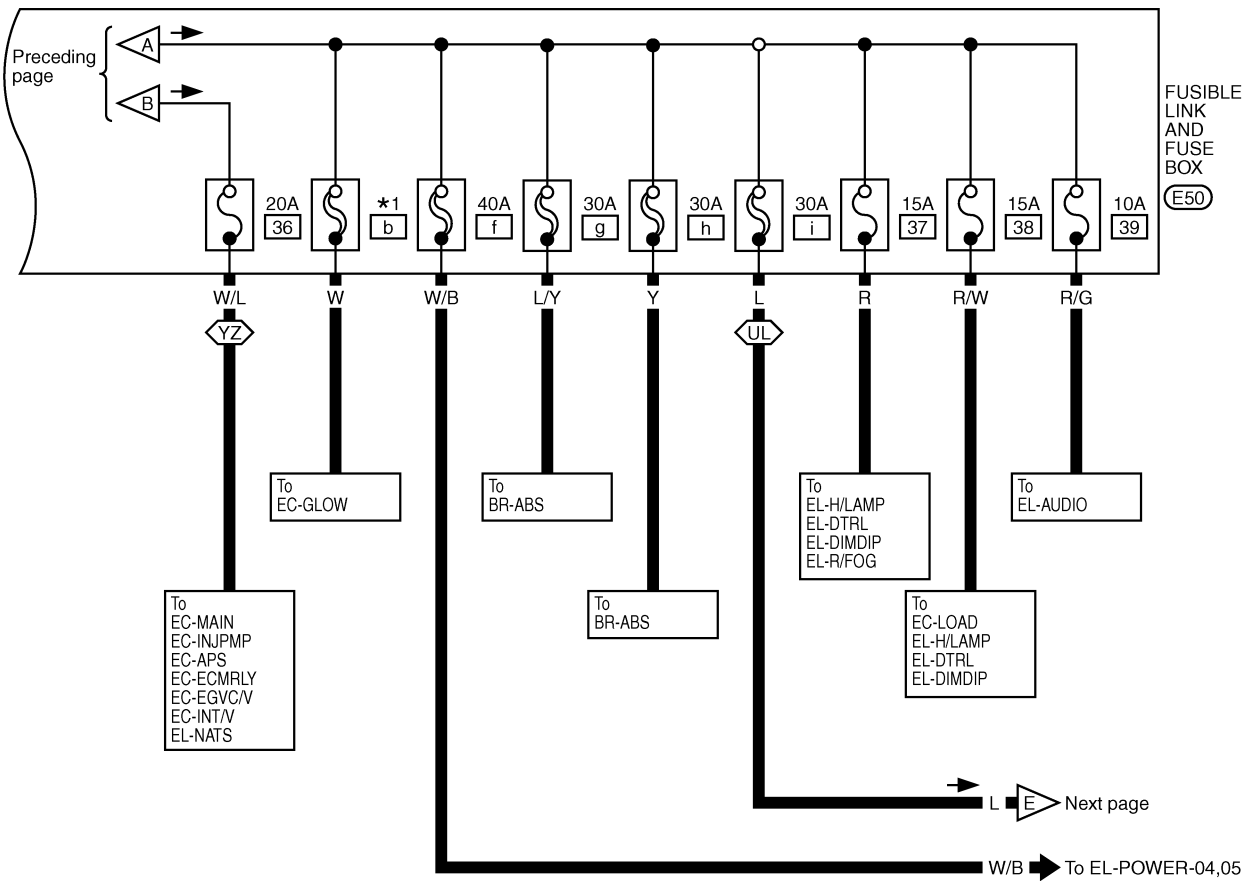 Preceding
page
A
B
FUSIBLE
LINK
AND
FUSE
BOX
E50
20A
36
*1
b
40A
f
30A
g
30A
h
30A
i
15A
37
15A
38
10A
39
W/L
W
W/B
L/Y
Y
L
R
R/W
R/G
YZ
UL
To
EC-GLOW
To
BR-ABS
To
EL-H/LAMP
EL-DTRL
EL-DIMDIP
EL-R/FOG
To
EL-AUDIO
To
EC-MAIN
EC-INJPMP
EC-APS
EC-ECMRLY
EC-EGVC/V
EC-INT/V
EL-NATS
To
BR-ABS
To
EC-LOAD
EL-H/LAMP
EL-DTRL
EL-DIMDIP
L
E
Next page
W/B
To EL-POWER-04,05